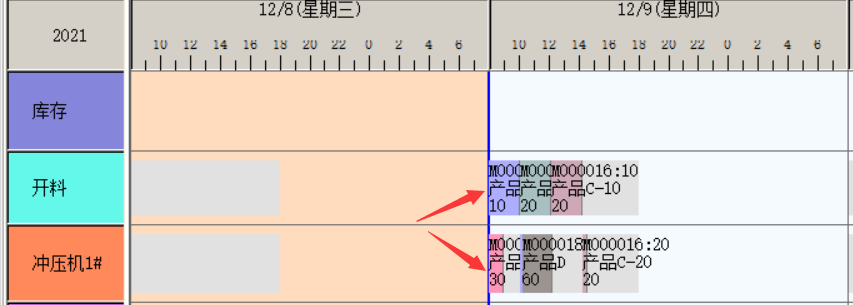 12/8(星期三)
12/9(星期四)
2021
10 12 14 16 18 20 22 0 2 4 6
10 12 14 16 18 20 22 0 2 4 6
库存
开料
M000 M000 M000016:10
产品 产品 产品C-10
10 20 20
冲压机1#
M000 M000018 M000016:20
产品 产品D 产品C-20
30 60 20